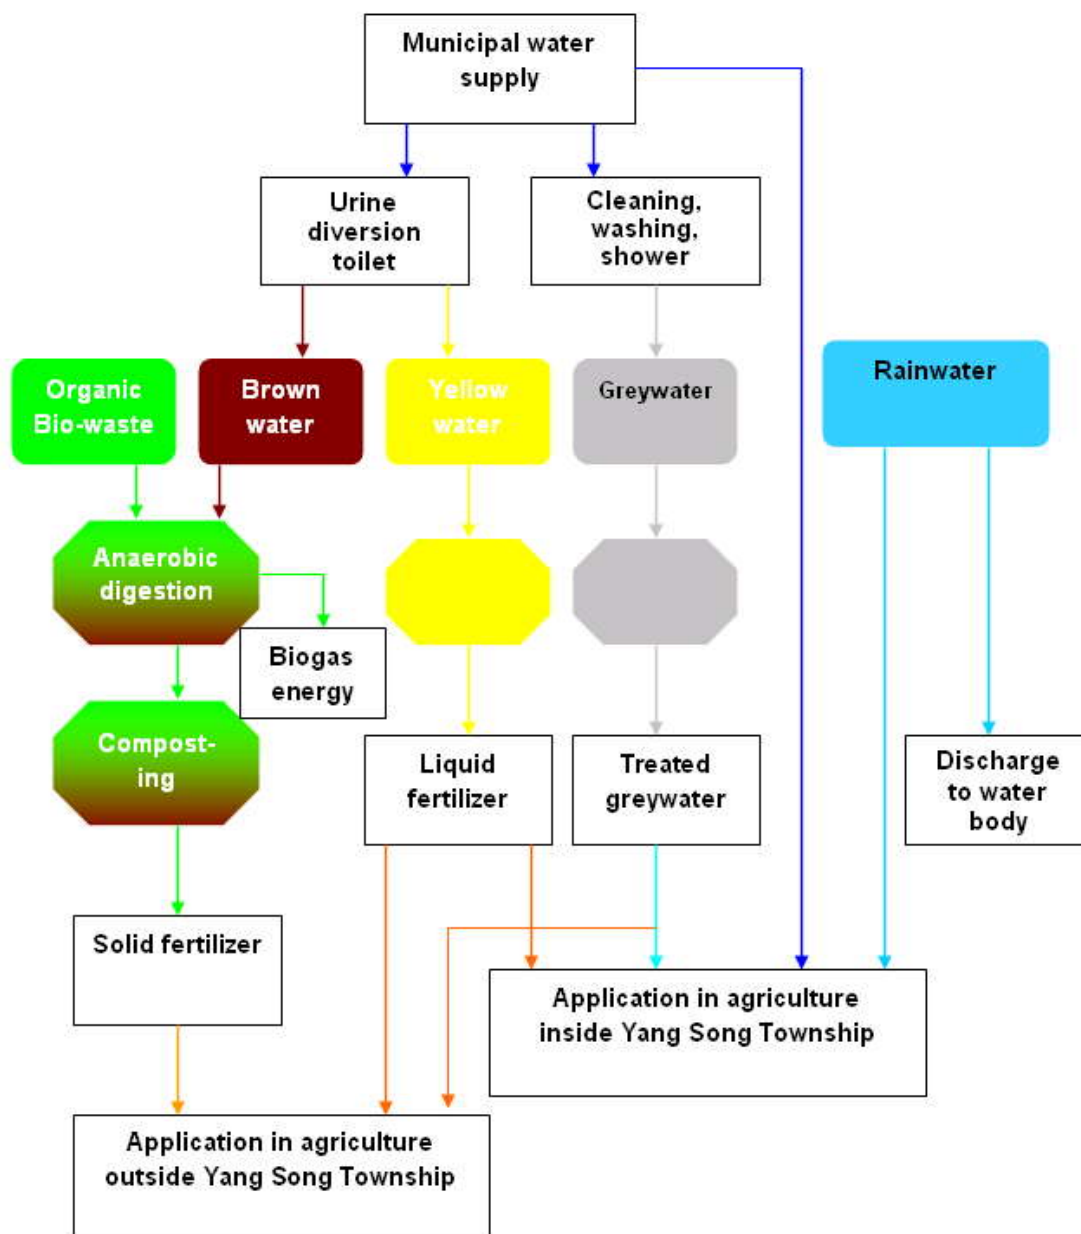 Municipal water
supply
Urine
diversion
toilet
Cleaning,
washing,
shower
Organic
Bio-waste
Brown
water
Yellow
water
Greywater
Rainwater
Anaerobic
digestion
Biogas
energy
Compost-
ing
Liquid
fertilizer
Treated
greywater
Discharge
to water
body
Solid fertilizer
Application in agriculture
inside Yang Song Township
Application in agriculture
outside Yang Song Township